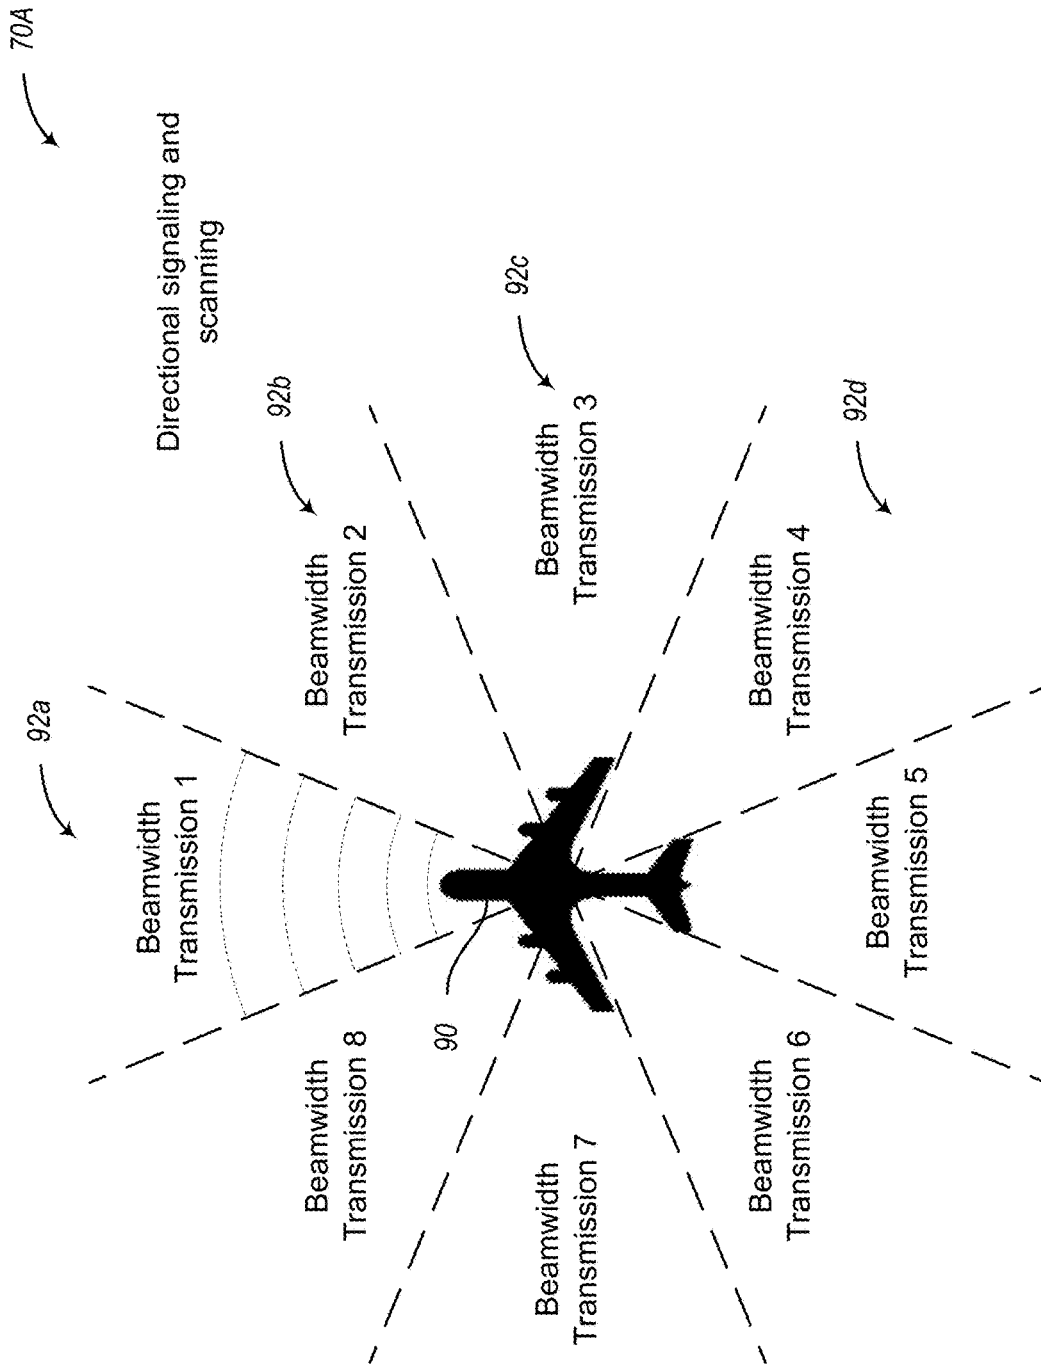 70A
Directional signaling and
scanning
92a
Beamwidth
Transmission 1
92b
Beamwidth
Transmission 2
92c
Beamwidth
Transmission 3
92d
Beamwidth
Transmission 4
Beamwidth
Transmission 5
Beamwidth
Transmission 6
Beamwidth
Transmission 7
Beamwidth
Transmission 8
90